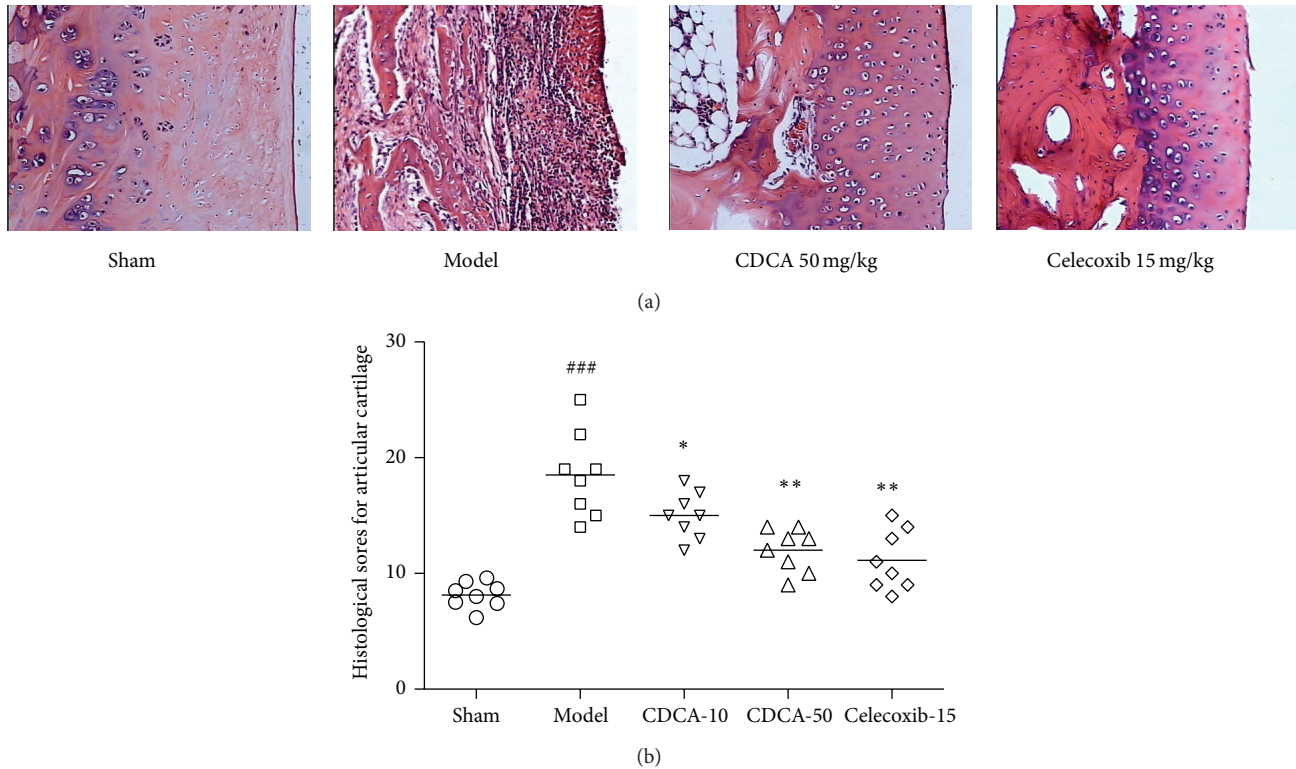 Sham
Model
CDCA 50 mg/kg
Celecoxib 15 mg/kg
(a)
Histological sores for articular cartilage
30
20
10
0
###
*
**
**
Sham
Model
CDCA-10
CDCA-50
Celecoxib-15
(b)